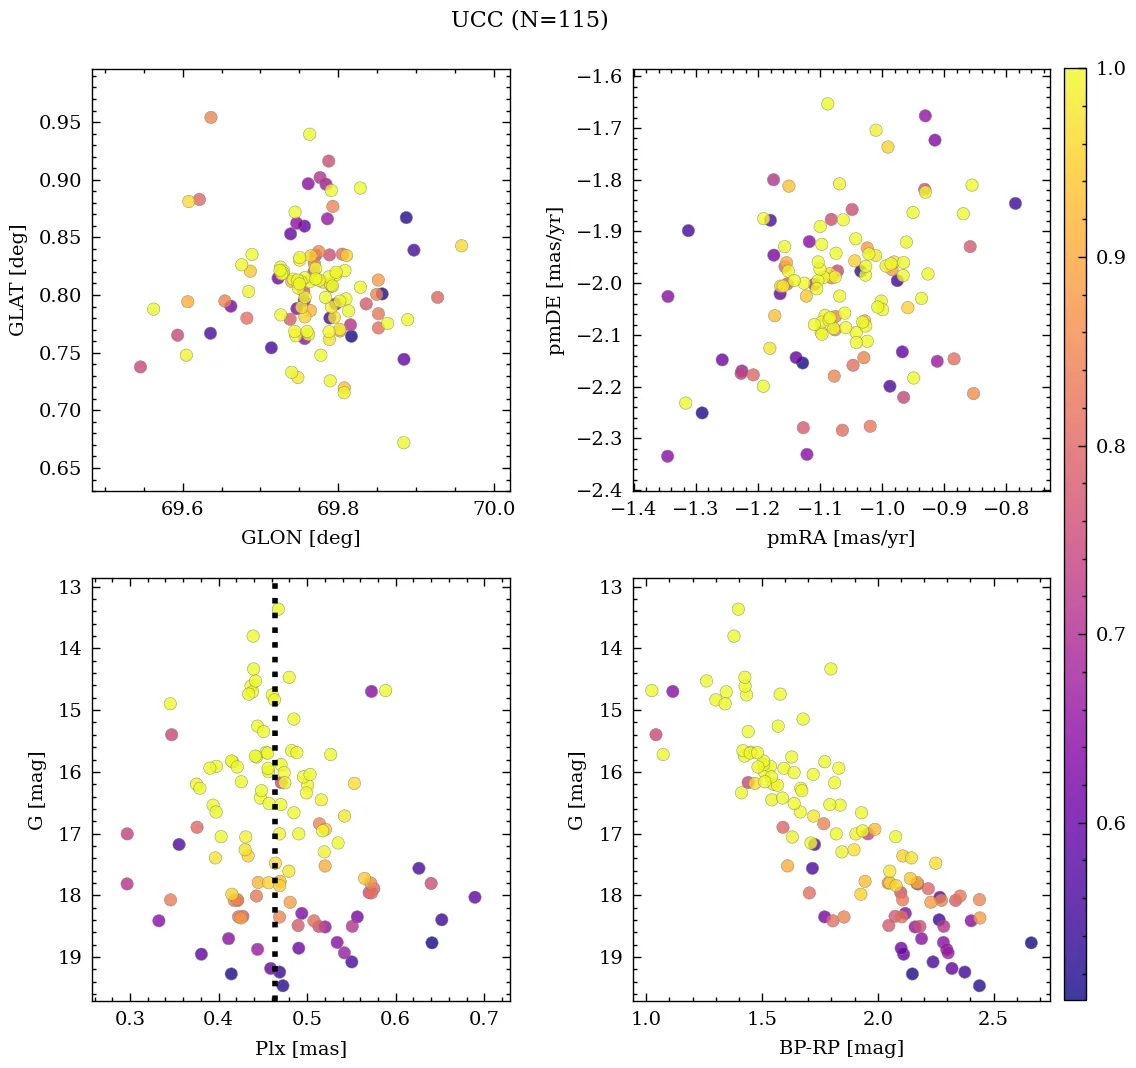 UCC (N=115)
0.95
0.90
0.85
0.80
0.75
0.70
0.65
GLAT [deg]
69.6 69.8 70.0
GLON [deg]
−1.6
−1.7
−1.8
−1.9
−2.0
−2.1
−2.2
−2.3
−2.4
pmDE [mas/yr]
−1.4 −1.3 −1.2 −1.1 −1.0 −0.9 −0.8
pmRA [mas/yr]
1.0
0.9
0.8
0.7
0.6
13
14
15
16
17
18
19
G [mag]
0.3 0.4 0.5 0.6 0.7
Plx [mas]
13
14
15
16
17
18
19
G [mag]
1.0 1.5 2.0 2.5
BP-RP [mag]